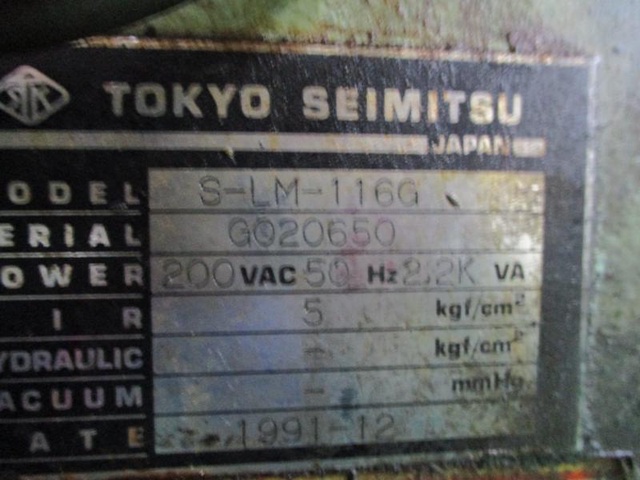 TSK TOKYO SEIMITSU
JAPAN
ODEL S-LM-116G
ERIAL G020650
OWER 200 VAC 50 Hz 2.2K VA
I R 5 kgf/cm²
YDRAULIC - kgf/cm²
ACUUM - mmHg
ATE 1991-12